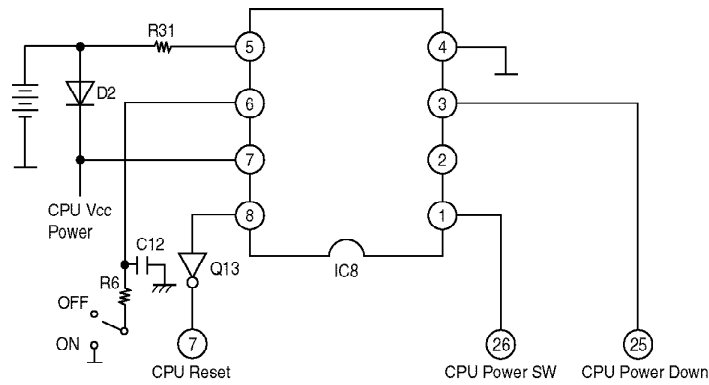 R31
5
4
D2
6
3
7
2
CPU Vcc
Power
8
1
C12
Q13
IC8
R6
OFF
ON
7
26
25
CPU Reset
CPU Power SW
CPU Power Down